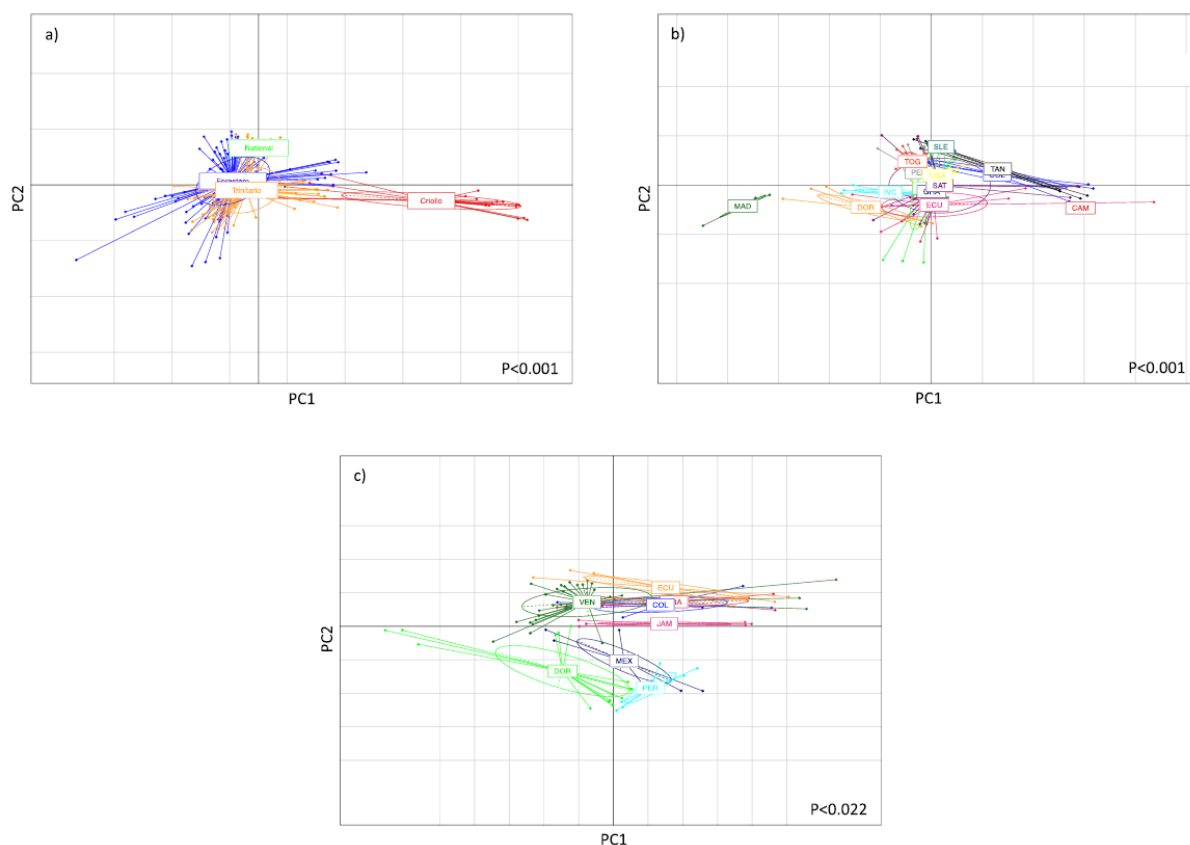 a)
National
Trinitario
Criollo
PC2
P<0.001
PC1
b)
SLE
TOG
TAN
SAT
IVC
MAD
DOR
ECU
CAM
PC2
P<0.001
PC1
c)
ECU
VEN
COL
JAM
MEX
DOR
PER
PC2
P<0.022
PC1